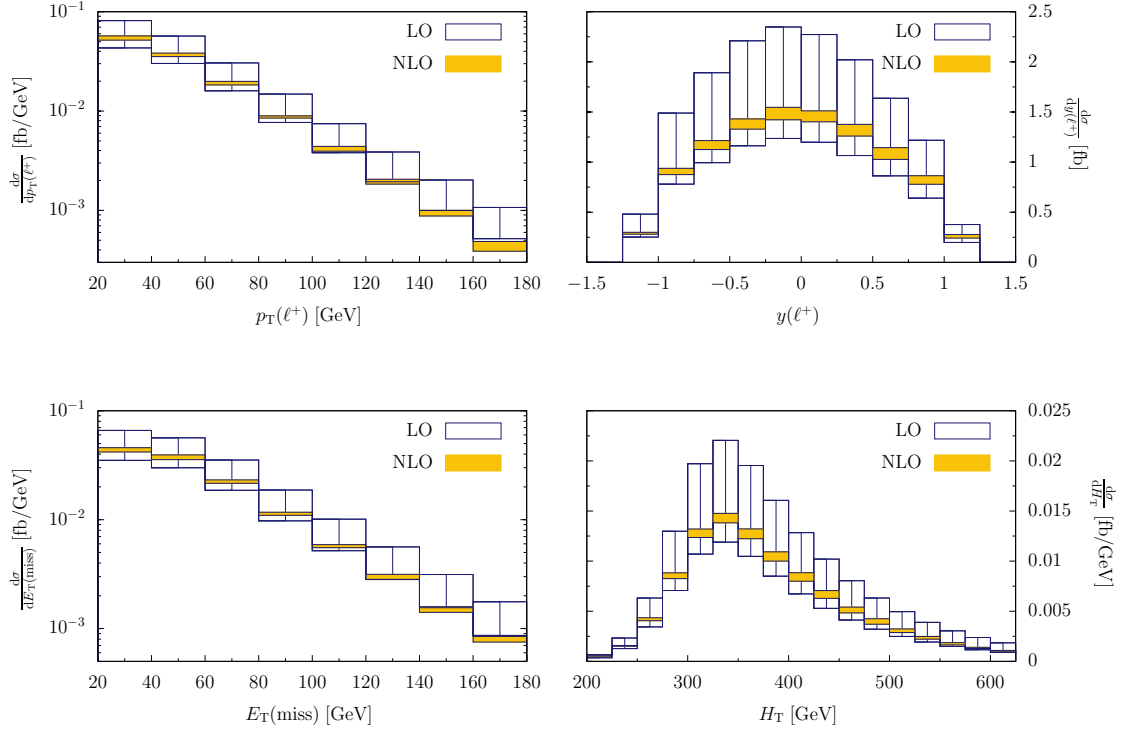 10⁻¹
10⁻²
10⁻³
dσ/dp_T(ℓ⁺) [fb/GeV]
LO
NLO
20 40 60 80 100 120 140 160 180
p_T(ℓ⁺) [GeV]
LO
NLO
2.5
2
1.5
1
0.5
0
dσ/dy(ℓ⁺) [fb]
−1.5 −1 −0.5 0 0.5 1 1.5
y(ℓ⁺)
10⁻¹
10⁻²
10⁻³
dσ/dE_T(miss) [fb/GeV]
LO
NLO
20 40 60 80 100 120 140 160 180
E_T(miss) [GeV]
LO
NLO
0.025
0.02
0.015
0.01
0.005
0
dσ/dH_T [fb/GeV]
200 300 400 500 600
H_T [GeV]